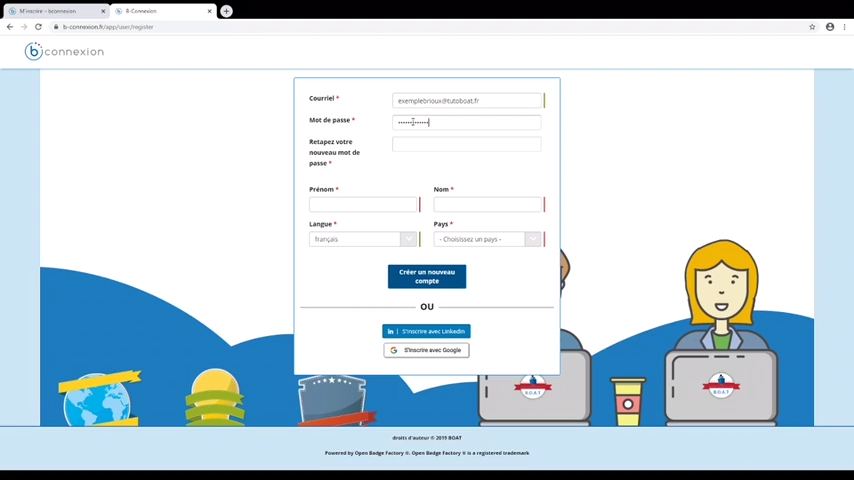 M'inscrire – bconnexion
B-Connexion
b-connexion.fr/app/user/register
b connexion
Courriel *
exemplebrioux@tutoboat.fr
Mot de passe *
Retapez votre
nouveau mot de
passe *
Prénom *
Nom *
Langue *
Pays *
français
- Choisissez un pays -
Créer un nouveau
compte
OU
in | S'inscrire avec LinkedIn
G S'inscrire avec Google
BOAT
BOAT
droits d'auteur © 2019 BOAT
Powered by Open Badge Factory ®. Open Badge Factory ® is a registered trademark